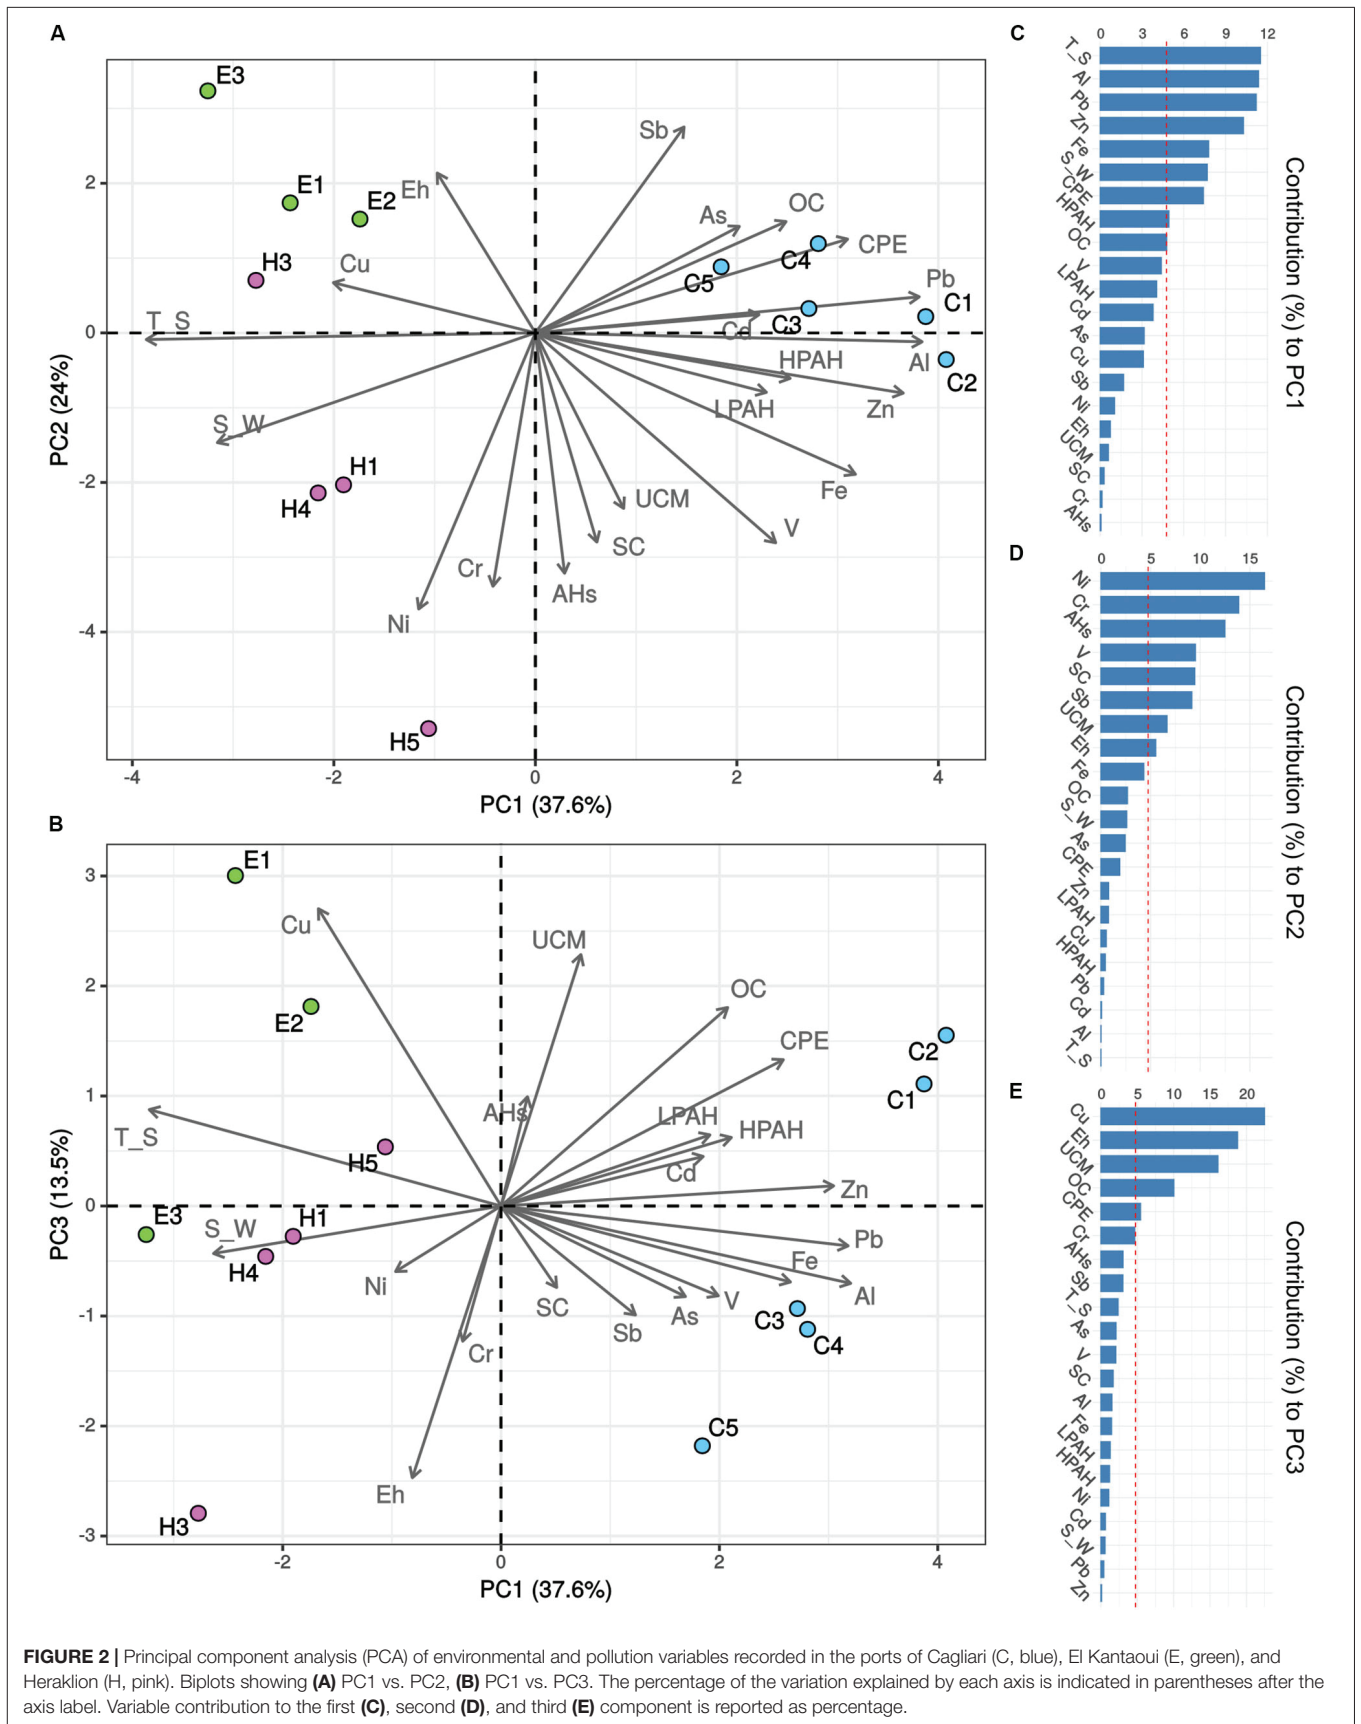 A
E3
Sb
E1
Eh
E2
As
OC
H3
Cu
C4
CPE
C5
Pb
T_S
C1
Cd
C3
HPAH
Al
C2
S_W
LPAH
Zn
H1
H4
UCM
Fe
SC
V
Cr
AHs
Ni
H5
2
0
-2
-4
PC2 (24%)
-4
-2
0
2
4
PC1 (37.6%)
B
E1
Cu
UCM
E2
OC
CPE
C2
C1
AHs
LPAH
HPAH
T_S
H5
Cd
Zn
E3
S_W
H1
H4
Pb
Ni
Fe
Al
SC
As
V
C3
Sb
C4
Cr
C5
Eh
H3
3
2
1
0
-1
-2
-3
PC3 (13.5%)
-2
0
2
4
PC1 (37.6%)
C
0 3 6 9 12
T_S
Al
Pb
Zn
Fe
S_W
CPE
HPAH
OC
V
LPAH
Cd
As
Cu
Sb
Ni
Eh
UCM
SC
Cr
AHs
Contribution (%) to PC1
D
0 5 10 15
Ni
Cr
AHs
V
SC
Sb
UCM
Eh
Fe
OC
S_W
As
CPE
Zn
LPAH
Cu
HPAH
Pb
Cd
Al
T_S
Contribution (%) to PC2
E
0 5 10 15 20
Cu
Eh
UCM
OC
CPE
Cr
AHs
Sb
T_S
As
V
SC
Al
Fe
LPAH
HPAH
Ni
Cd
S_W
Pb
Zn
Contribution (%) to PC3
FIGURE 2 | Principal component analysis (PCA) of environmental and pollution variables recorded in the ports of Cagliari (C, blue), El Kantaoui (E, green), and
Heraklion (H, pink). Biplots showing (A) PC1 vs. PC2, (B) PC1 vs. PC3. The percentage of the variation explained by each axis is indicated in parentheses after the
axis label. Variable contribution to the first (C), second (D), and third (E) component is reported as percentage.